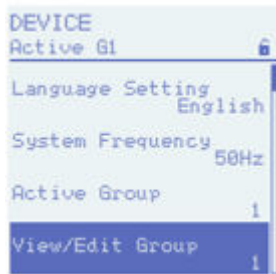 DEVICE
Active G1
Language Setting
English
System Frequency
50Hz
Active Group
1
View/Edit Group
1